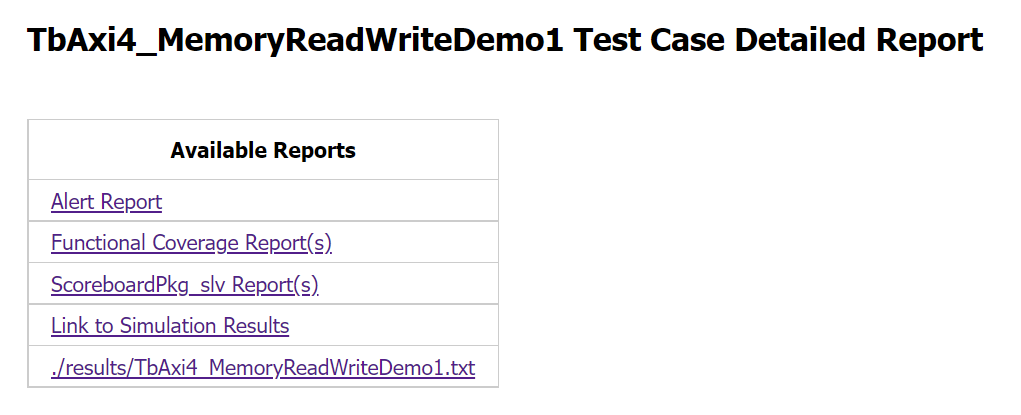 TbAxi4_MemoryReadWriteDemo1 Test Case Detailed Report
Available Reports
Alert Report
Functional Coverage Report(s)
ScoreboardPkg_slv Report(s)
Link to Simulation Results
./results/TbAxi4_MemoryReadWriteDemo1.txt